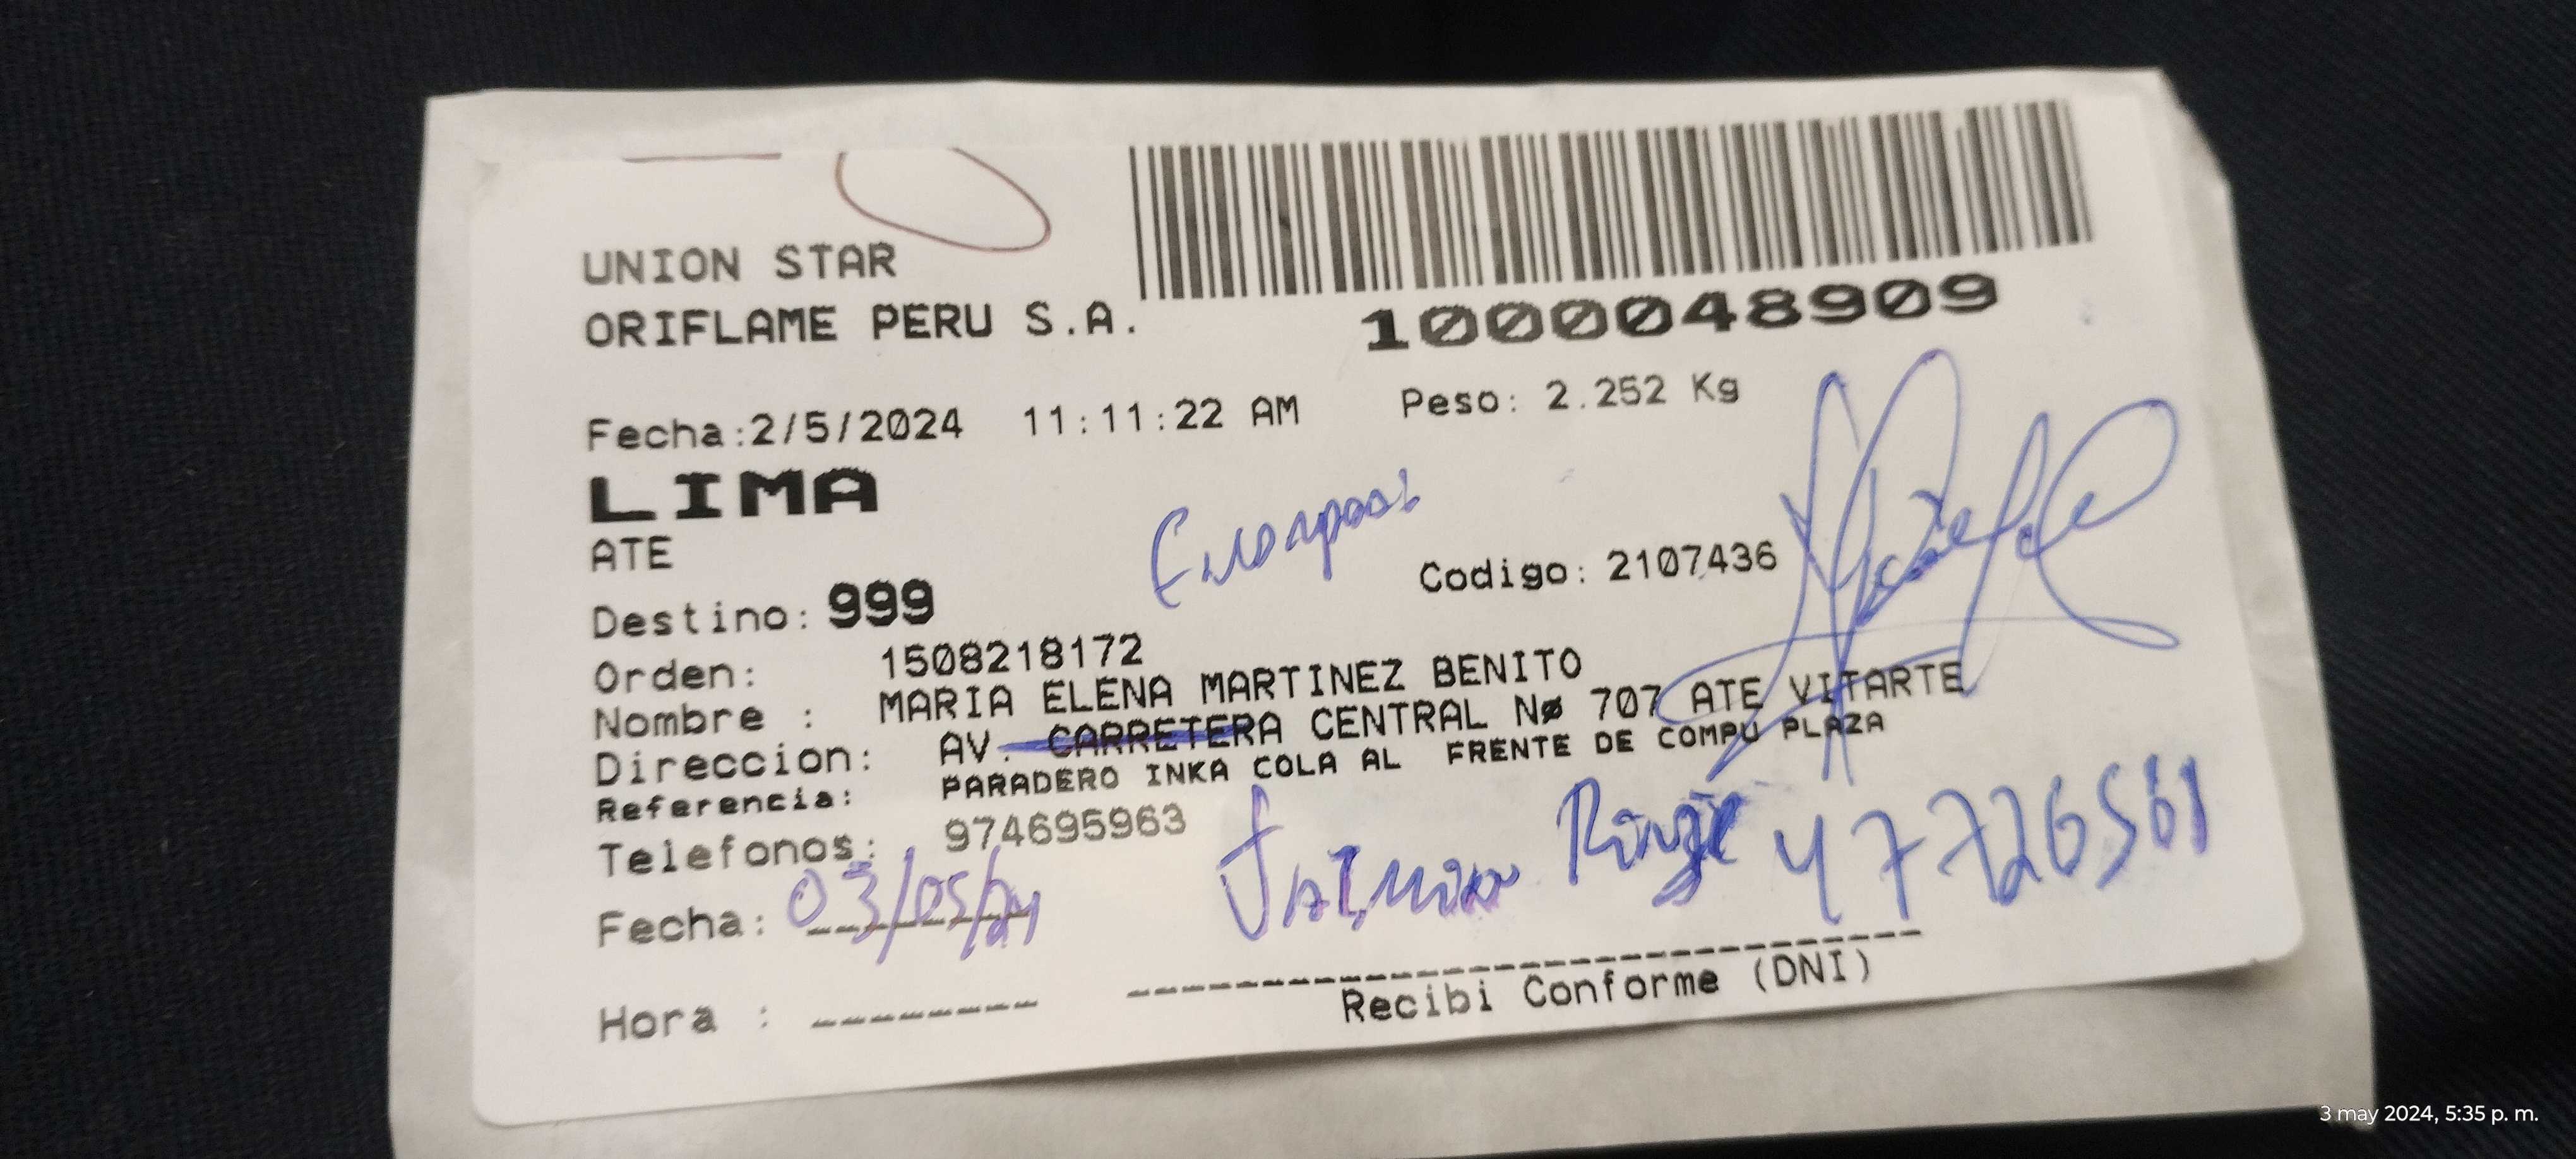 UNION STAR
ORIFLAME PERU S.A.
1000048909
Fecha:2/5/2024 11:11:22 AM Peso: 2.252 Kg
LIMA
ATE
Codigo: 2107436
Destino: 999
Orden: 1508218172
Nombre : MARIA ELENA MARTINEZ BENITO
Direccion: AV. CARRETERA CENTRAL Nø 707 ATE VITARTE
Referencia: PARADERO INKA COLA AL FRENTE DE COMPU PLAZA
Telefonos: 974695963
47726561
Fecha: 03/05/24
Hora :
Recibi Conforme (DNI)
3 may 2024, 5:35 p. m.